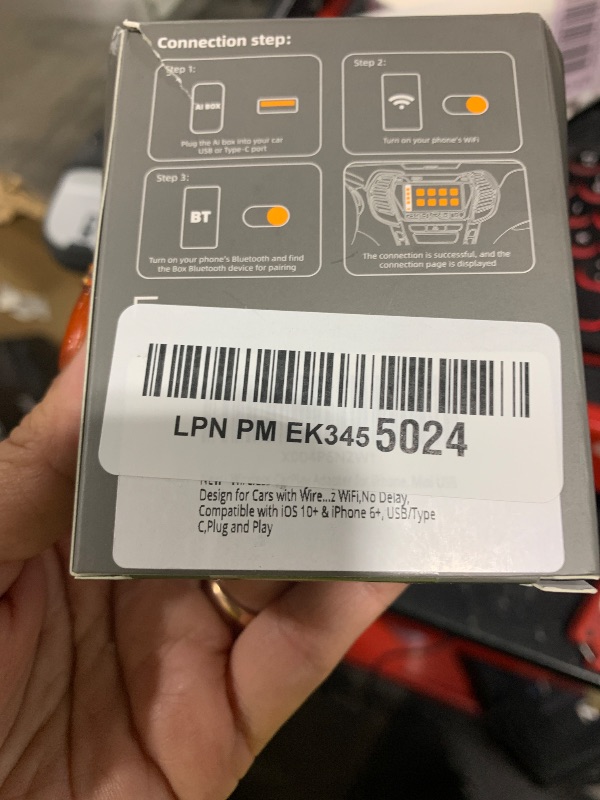 Connection step:
Step 1:
AI BOX
Plug the Ai box into your car
USB or Type-C port
Step 2:
Turn on your phone's WiFi
Step 3:
BT
Turn on your phone's Bluetooth and find
the Box Bluetooth device for pairing
The connection is successful, and the
connection page is displayed
LPN PM EK3455024
Design for Cars with Wire...2 WiFi,No Delay,
Compatible with iOS 10+ & iPhone 6+, USB/Type
C,Plug and Play